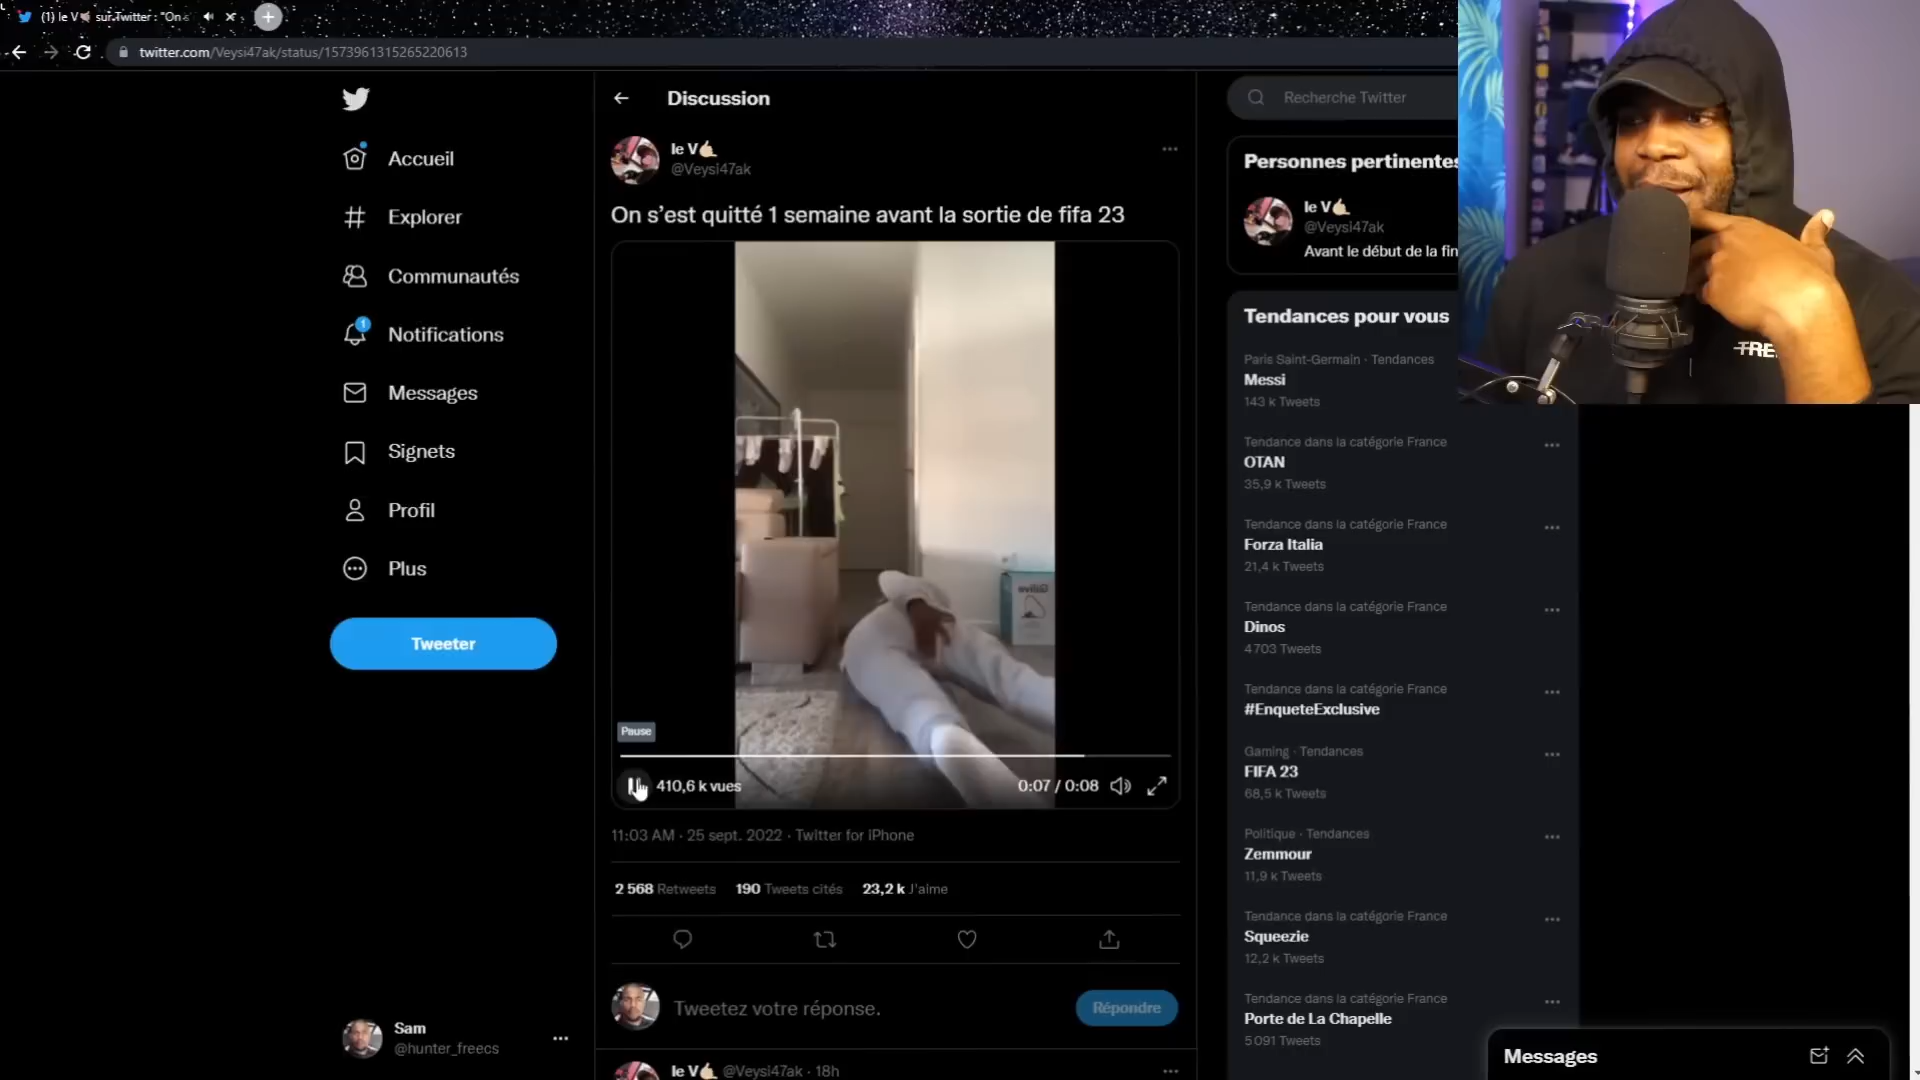 (1) le V sur Twitter : "On s
twitter.com/Veysi47ak/status/1573961315265220613
Accueil
Explorer
Communautés
1
Notifications
Messages
Signets
Profil
Plus
Tweeter
Sam
@hunter_freecs
Discussion
le V🤙🏼
@Veysi47ak
On s’est quitté 1 semaine avant la sortie de fifa 23
Pause
410,6 k vues
0:07 / 0:08
11:03 AM · 25 sept. 2022 · Twitter for iPhone
2 568 Retweets 190 Tweets cités 23,2 k J'aime
Tweetez votre réponse.
Répondre
le V🤙🏼 @Veysi47ak · 18h
Recherche Twitter
Personnes pertinentes
le V🤙🏼
@Veysi47ak
Avant le début de la fin
Tendances pour vous
Paris Saint-Germain · Tendances
Messi
143 k Tweets
Tendance dans la catégorie France
OTAN
35,9 k Tweets
Tendance dans la catégorie France
Forza Italia
21,4 k Tweets
Tendance dans la catégorie France
Dinos
4 703 Tweets
Tendance dans la catégorie France
#EnqueteExclusive
Gaming · Tendances
FIFA 23
68,5 k Tweets
Politique · Tendances
Zemmour
11,9 k Tweets
Tendance dans la catégorie France
Squeezie
12,2 k Tweets
Tendance dans la catégorie France
Porte de La Chapelle
5 091 Tweets
Messages